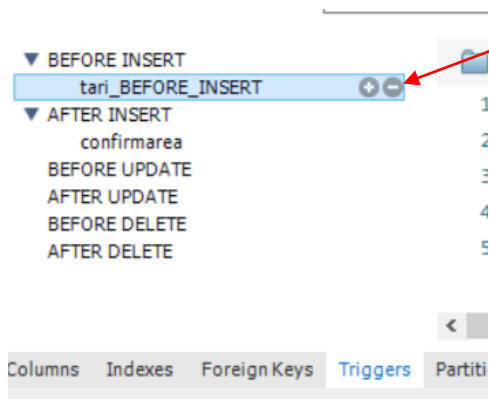 BEFORE INSERT
tari_BEFORE_INSERT
AFTER INSERT
confirmarea
BEFORE UPDATE
AFTER UPDATE
BEFORE DELETE
AFTER DELETE
1
2
3
4
5
Columns Indexes Foreign Keys Triggers Partiti